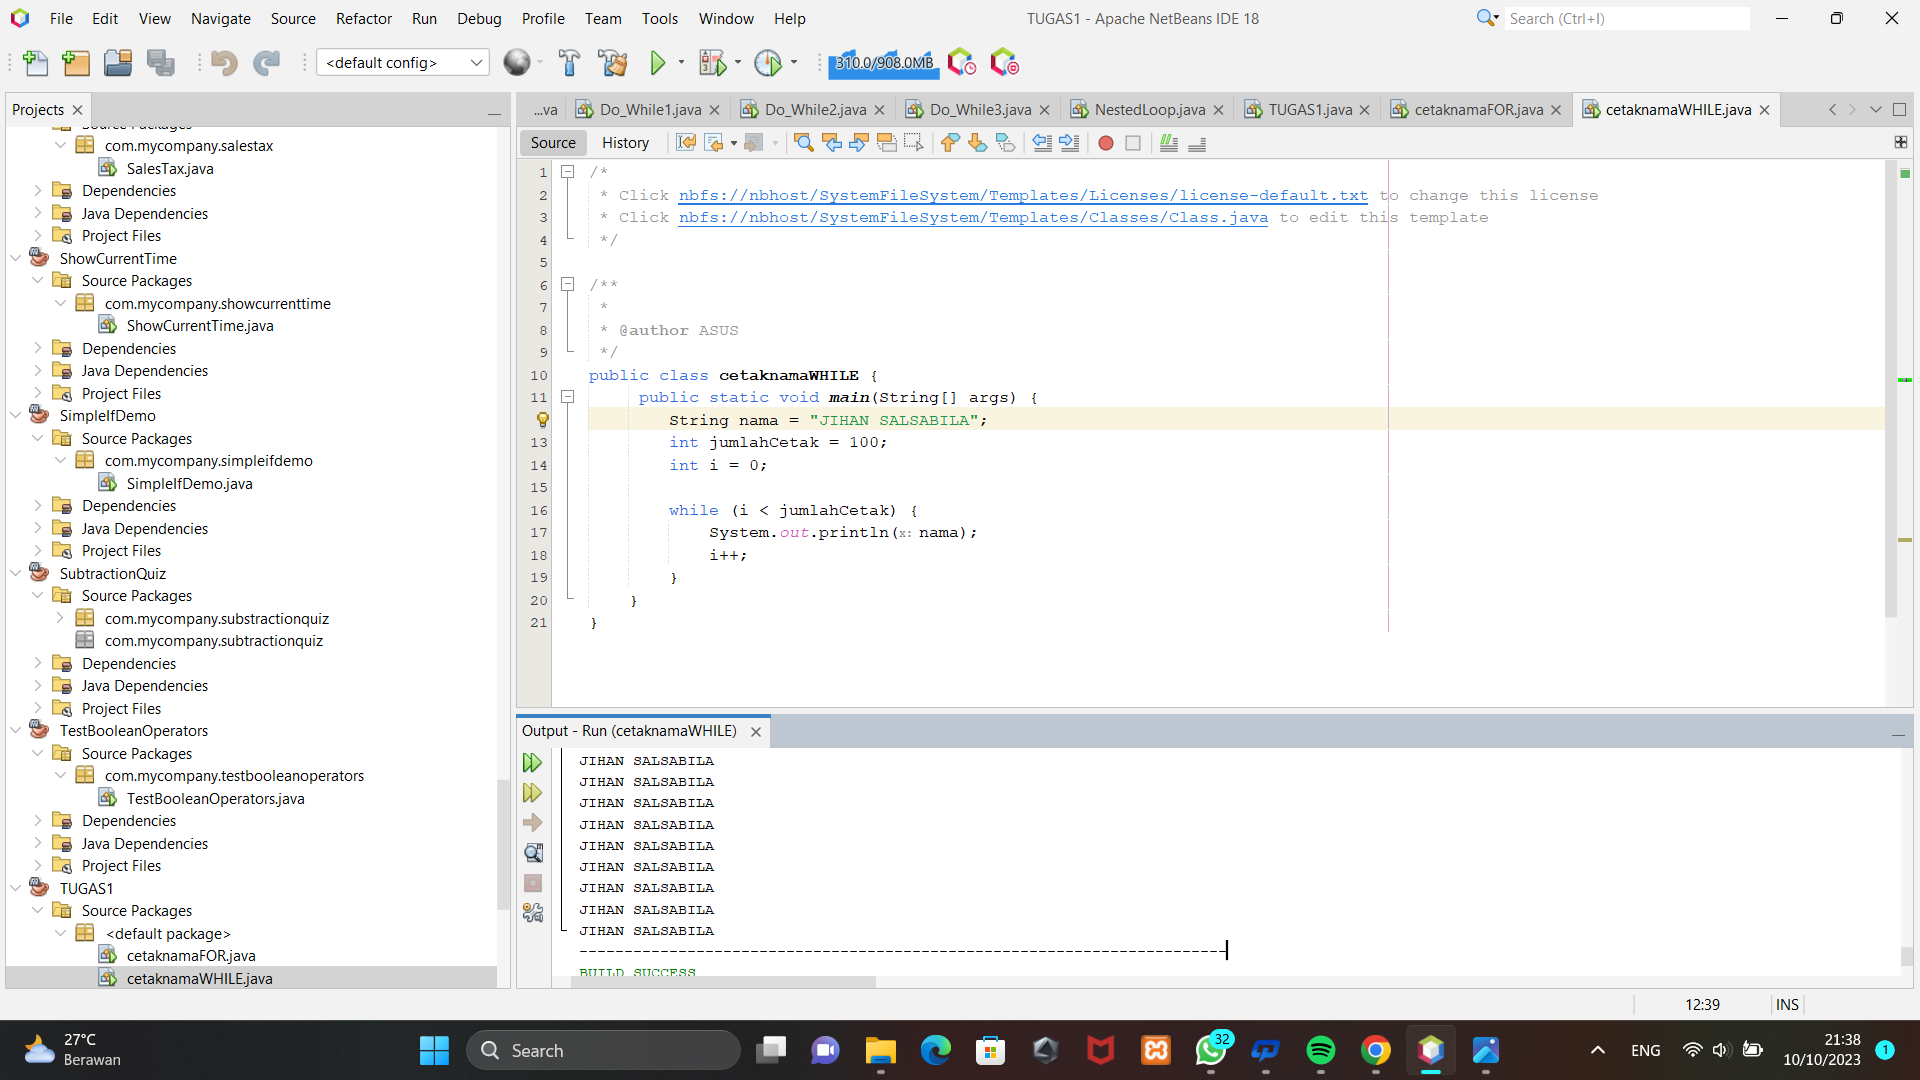 File Edit View Navigate Source Refactor Run Debug Profile Team Tools Window Help
TUGAS1 - Apache NetBeans IDE 18
Search (Ctrl+I)
<default config>
310.0/908.0MB
Projects
Source Packages
com.mycompany.salestax
SalesTax.java
Dependencies
Java Dependencies
Project Files
ShowCurrentTime
Source Packages
com.mycompany.showcurrenttime
ShowCurrentTime.java
Dependencies
Java Dependencies
Project Files
SimpleIfDemo
Source Packages
com.mycompany.simpleifdemo
SimpleIfDemo.java
Dependencies
Java Dependencies
Project Files
SubtractionQuiz
Source Packages
com.mycompany.substractionquiz
com.mycompany.subtractionquiz
Dependencies
Java Dependencies
Project Files
TestBooleanOperators
Source Packages
com.mycompany.testbooleanoperators
TestBooleanOperators.java
Dependencies
Java Dependencies
Project Files
TUGAS1
Source Packages
<default package>
cetaknamaFOR.java
cetaknamaWHILE.java
...va Do_While1.java Do_While2.java Do_While3.java NestedLoop.java TUGAS1.java cetaknamaFOR.java cetaknamaWHILE.java
Source History
1 /*
2 * Click nbfs://nbhost/SystemFileSystem/Templates/Licenses/license-default.txt to change this license
3 * Click nbfs://nbhost/SystemFileSystem/Templates/Classes/Class.java to edit this template
4 */
5
6 /**
7 *
8 * @author ASUS
9 */
10 public class cetaknamaWHILE {
11 public static void main(String[] args) {
String nama = "JIHAN SALSABILA";
13 int jumlahCetak = 100;
14 int i = 0;
15
16 while (i < jumlahCetak) {
17 System.out.println(x: nama);
18 i++;
19 }
20 }
21 }
Output - Run (cetaknamaWHILE)
JIHAN SALSABILA
JIHAN SALSABILA
JIHAN SALSABILA
JIHAN SALSABILA
JIHAN SALSABILA
JIHAN SALSABILA
JIHAN SALSABILA
JIHAN SALSABILA
JIHAN SALSABILA
------------------------------------------------------------------------
BUILD SUCCESS
12:39 INS
27°C
Berawan
Search
32
ENG
21:38
10/10/2023
1